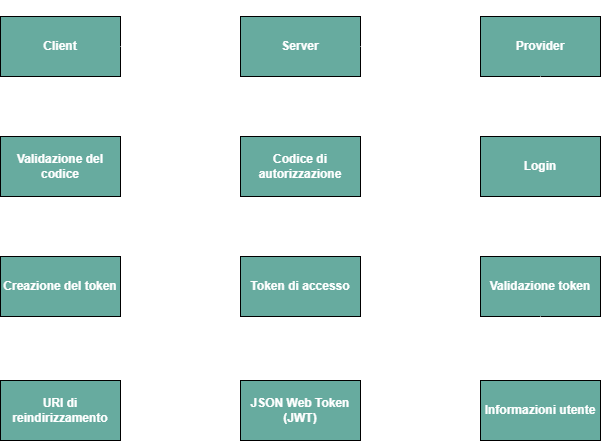 Client
Server
Provider
Validazione del
codice
Codice di
autorizzazione
Login
Creazione del token
Token di accesso
Validazione token
URI di
reindirizzamento
JSON Web Token
(JWT)
Informazioni utente